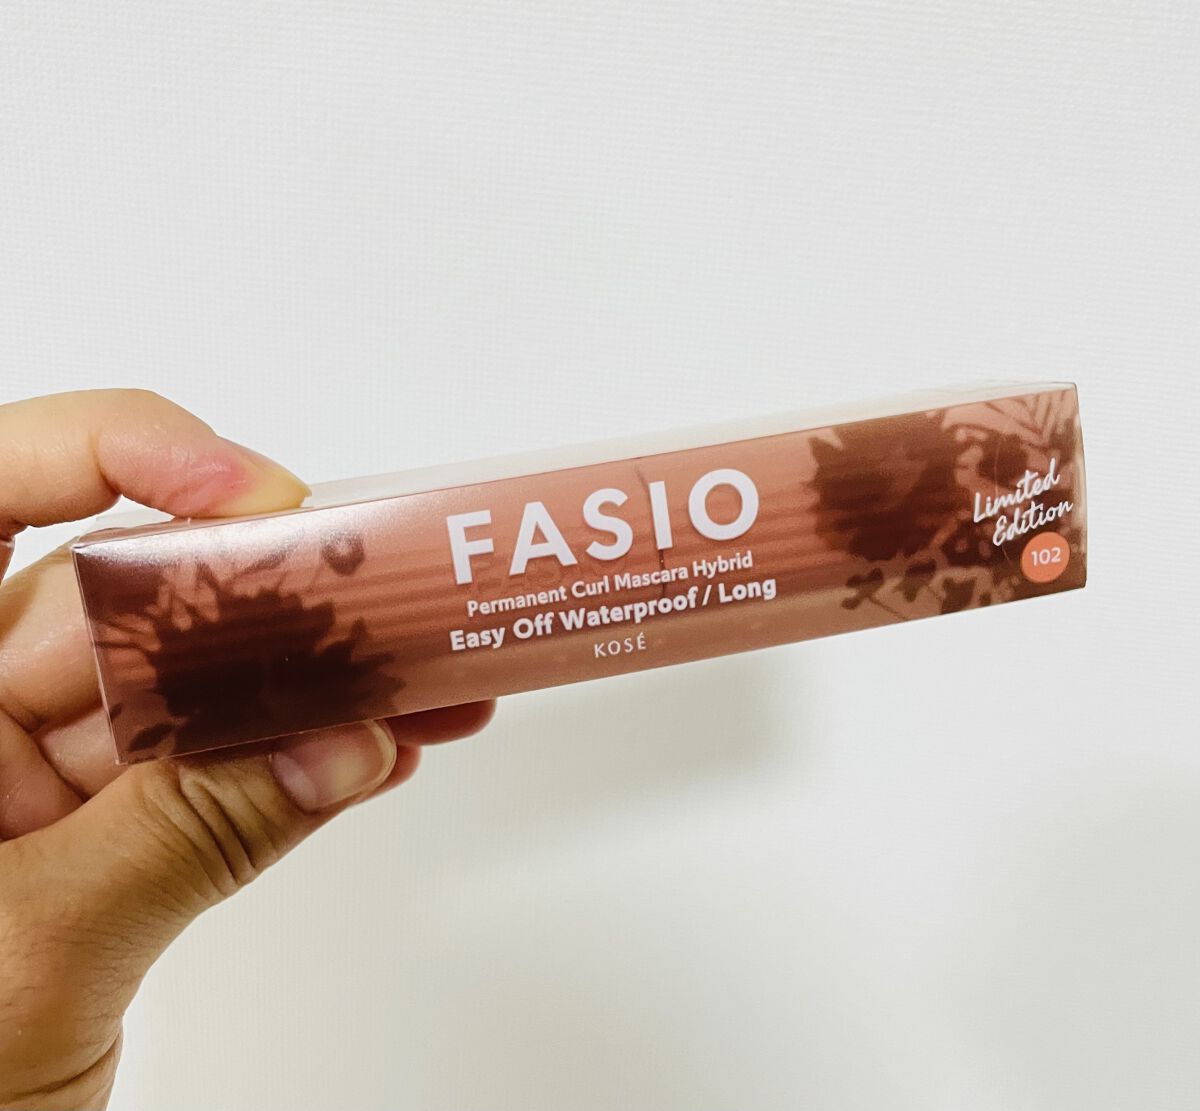 FASIO
Permanent Curl Mascara Hybrid
Easy Off Waterproof / Long
KOSÉ
Limited
Edition
102